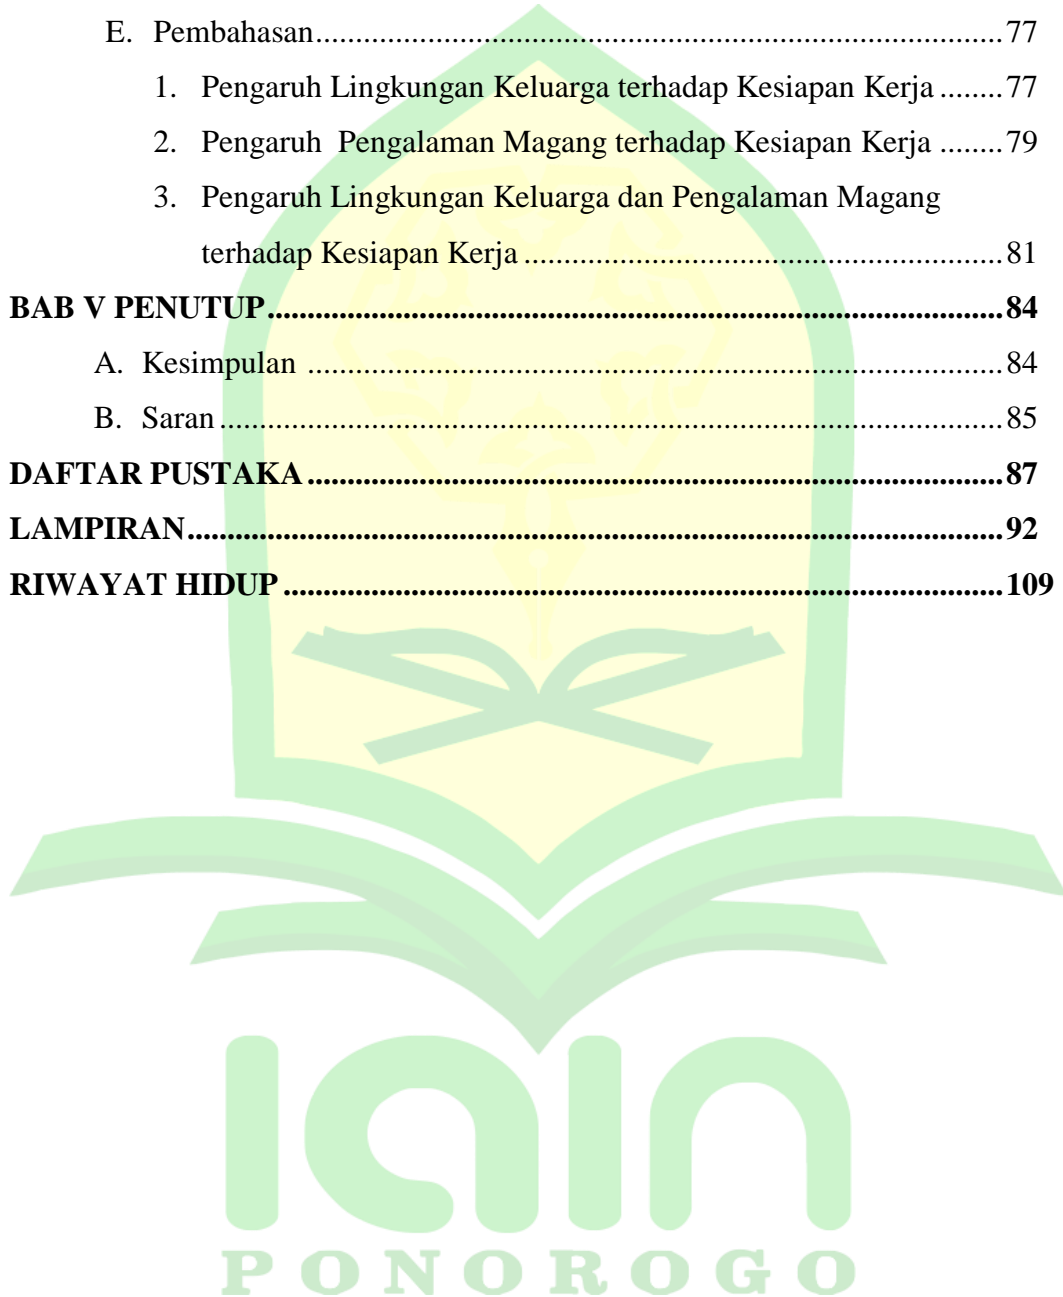 E. Pembahasan......................................................................................77
1. Pengaruh Lingkungan Keluarga terhadap Kesiapan Kerja ........77
2. Pengaruh  Pengalaman Magang terhadap Kesiapan Kerja ........79
3. Pengaruh Lingkungan Keluarga dan Pengalaman Magang
terhadap Kesiapan Kerja ............................................................81
BAB V PENUTUP............................................................................................84
A. Kesimpulan .......................................................................................84
B. Saran..................................................................................................85
DAFTAR PUSTAKA .......................................................................................87
LAMPIRAN......................................................................................................92
RIWAYAT HIDUP ..........................................................................................109
IAIN
PONOROGO